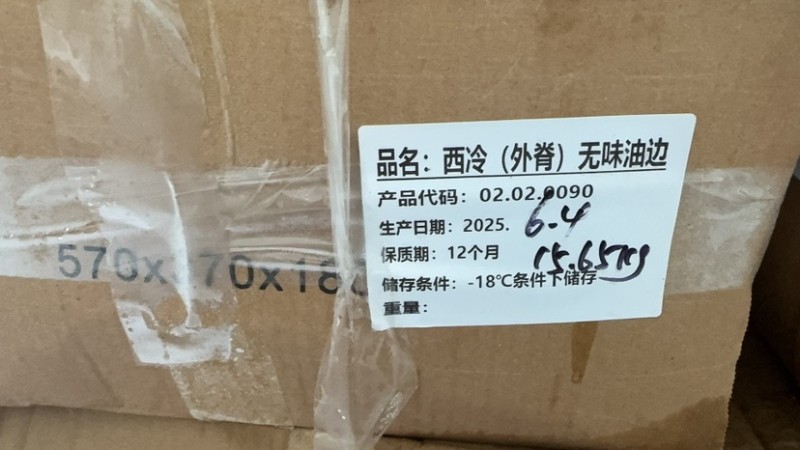 品名：西冷（外脊）无味油边
产品代码：02.02.0090
生产日期：2025. 6-4
保质期：12个月
15.65kg
储存条件：-18℃条件下储存
重量：